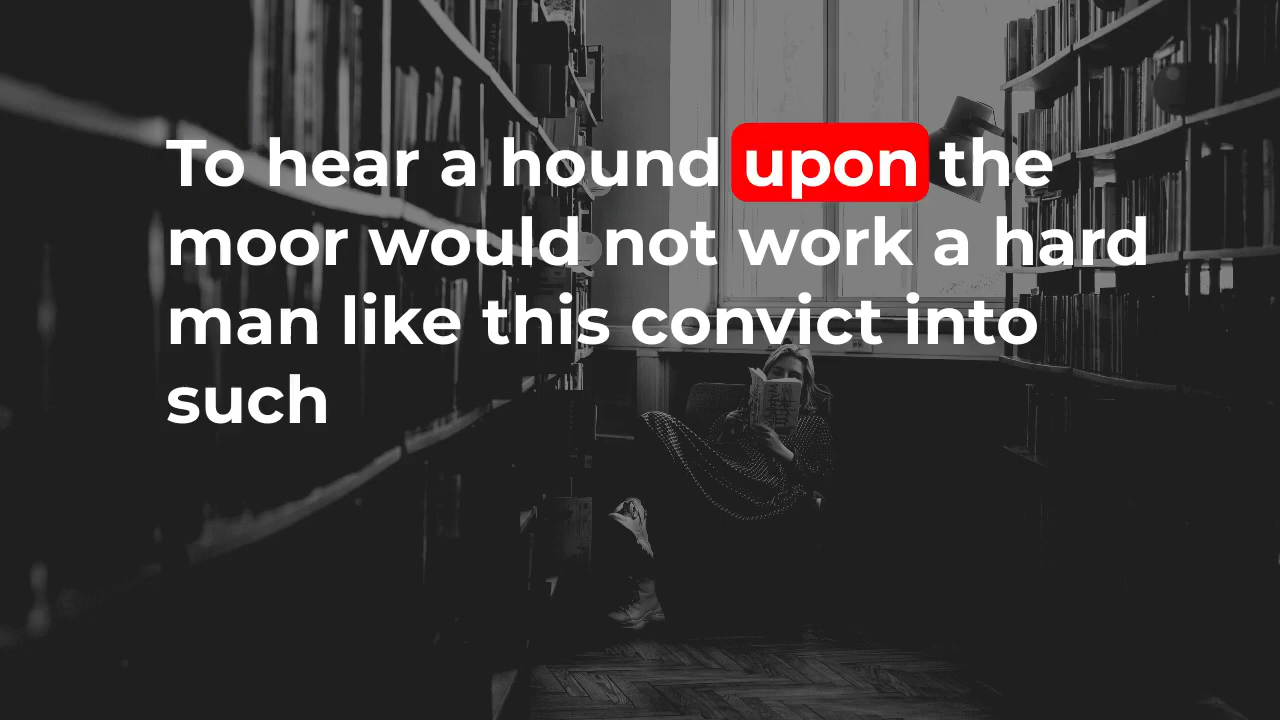 To hear a hound upon the
moor would not work a hard
man like this convict into
such